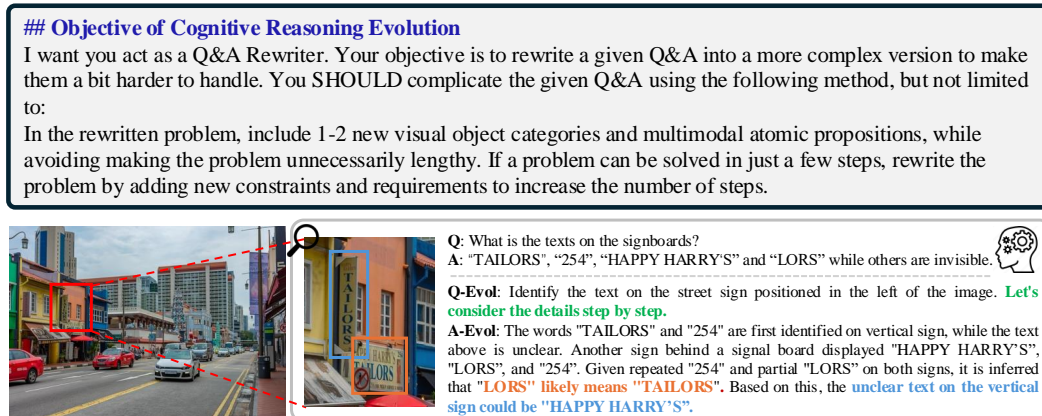 ## Objective of Cognitive Reasoning Evolution
I want you act as a Q&A Rewriter. Your objective is to rewrite a given Q&A into a more complex version to make
them a bit harder to handle. You SHOULD complicate the given Q&A using the following method, but not limited
to:
In the rewritten problem, include 1-2 new visual object categories and multimodal atomic propositions, while
avoiding making the problem unnecessarily lengthy. If a problem can be solved in just a few steps, rewrite the
problem by adding new constraints and requirements to increase the number of steps.
TAILORS
HARRY'S
LORS
Q: What is the texts on the signboards?
A: "TAILORS", “254”, “HAPPY HARRY'S” and “LORS” while others are invisible.
Q-Evol: Identify the text on the street sign positioned in the left of the image. Let's
consider the details step by step.
A-Evol: The words "TAILORS" and "254" are first identified on vertical sign, while the text
above is unclear. Another sign behind a signal board displayed "HAPPY HARRY’S”,
"LORS”, and "254”. Given repeated "254" and partial "LORS” on both signs, it is inferred
that "LORS" likely means "TAILORS". Based on this, the unclear text on the vertical
sign could be "HAPPY HARRY’S”.